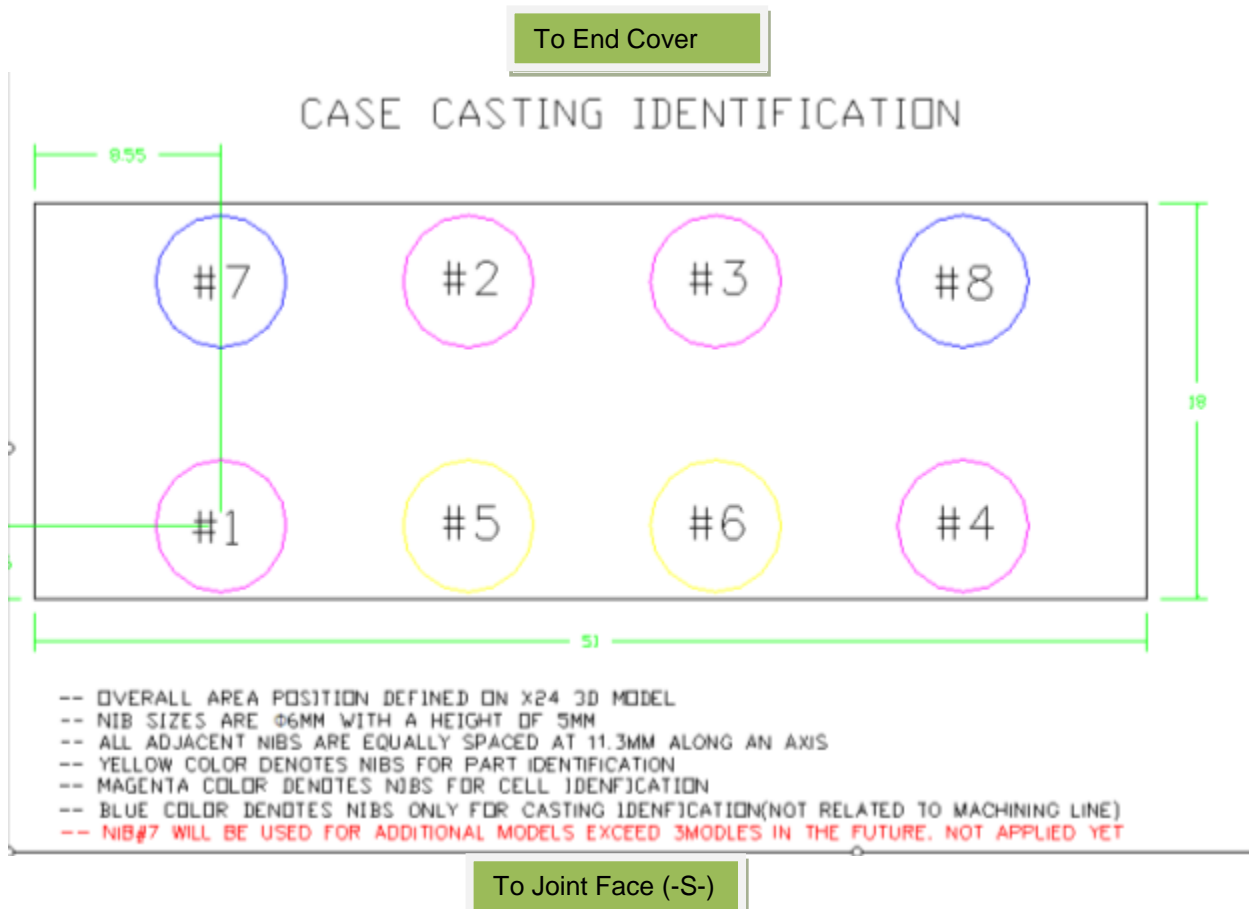 To End Cover
CASE CASTING IDENTIFICATION
8.55
#7 #2 #3 #8
18
#1 #5 #6 #4
51
-- OVERALL AREA POSITION DEFINED ON X24 3D MODEL
-- NIB SIZES ARE Φ6MM WITH A HEIGHT OF 5MM
-- ALL ADJACENT NIBS ARE EQUALLY SPACED AT 11.3MM ALONG AN AXIS
-- YELLOW COLOR DENOTES NIBS FOR PART IDENTIFICATION
-- MAGENTA COLOR DENOTES NIBS FOR CELL IDENFICATION
-- BLUE COLOR DENOTES NIBS ONLY FOR CASTING IDENFICATION(NOT RELATED TO MACHINING LINE)
-- NIB#7 WILL BE USED FOR ADDITIONAL MODELS EXCEED 3MODLES IN THE FUTURE. NOT APPLIED YET
To Joint Face (-S-)